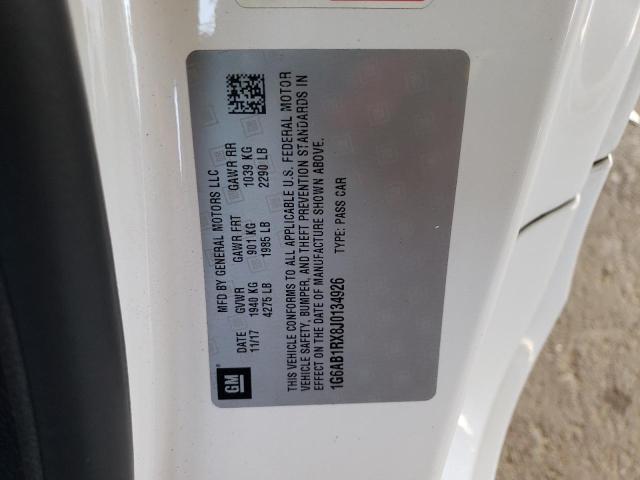 MFD BY GENERAL MOTORS LLC
DATE GVWR GAWR FRT GAWR RR
11/17 1940 KG 901 KG 1039 KG
4275 LB 1985 LB 2290 LB
THIS VEHICLE CONFORMS TO ALL APPLICABLE U.S. FEDERAL MOTOR
VEHICLE SAFETY, BUMPER, AND THEFT PREVENTION STANDARDS IN
EFFECT ON THE DATE OF MANUFACTURE SHOWN ABOVE.
1G6AB1RX8J0134926 TYPE: PASS CAR
GM